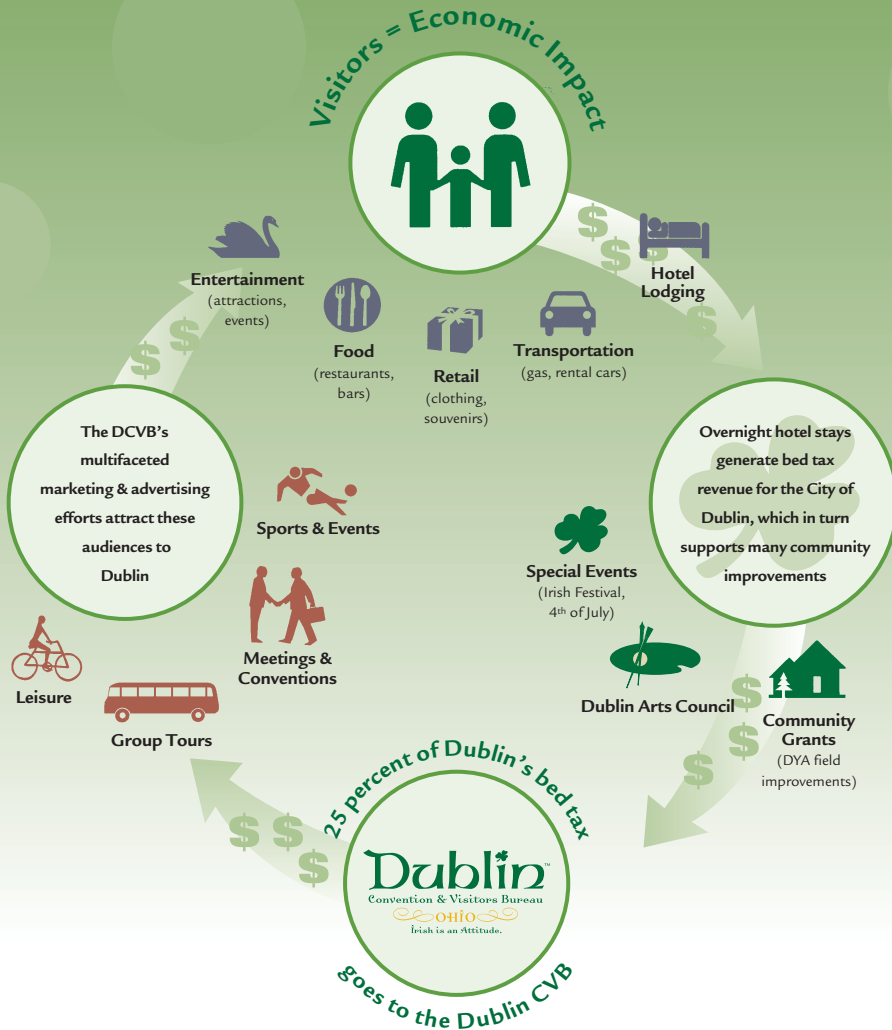 Visitors = Economic Impact
Hotel
Lodging
Entertainment
(attractions,
events)
Food
(restaurants,
bars)
Retail
(clothing,
souvenirs)
Transportation
(gas, rental cars)
$ $ $ $
$ $
The DCVB's
multifaceted
marketing & advertising
efforts attract these
audiences to
Dublin
Overnight hotel stays
generate bed tax
revenue for the City of
Dublin, which in turn
supports many community
improvements
Sports & Events
Meetings &
Conventions
Leisure
Group Tours
Special Events
(Irish Festival,
4th of July)
Dublin Arts Council
Community
Grants
(DYA field
improvements)
$ $ $
$ $ $
25 percent of Dublin's bed tax
Dublin™
Convention & Visitors Bureau
OHIO
Irish is an Attitude.
goes to the Dublin CVB